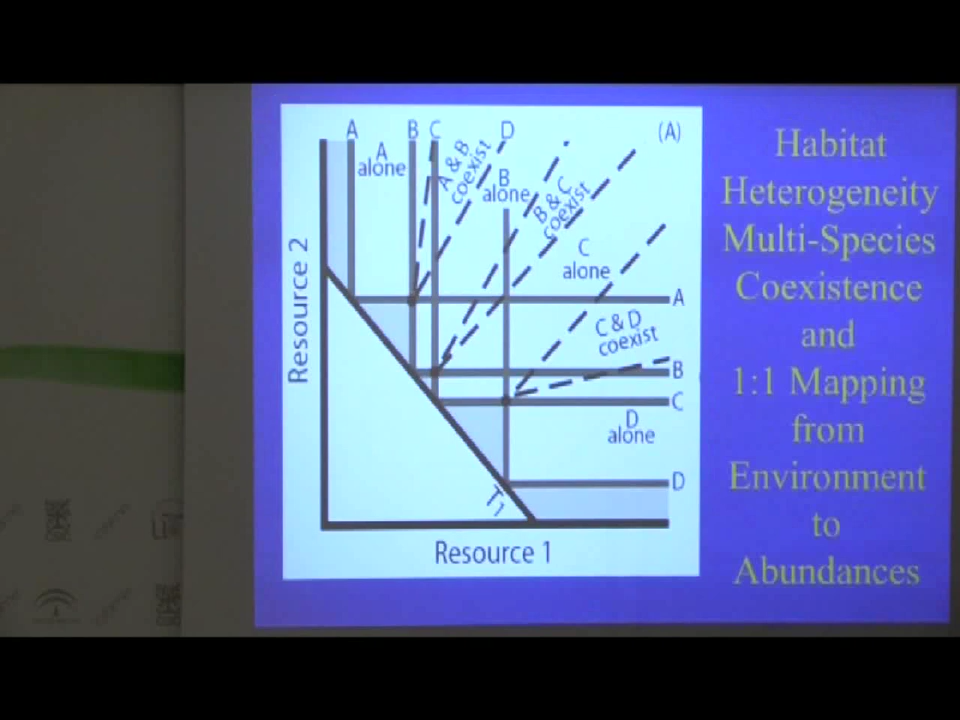 A
B
C
D
(A)
A
alone
A & B
coexist
B
alone
B & C
coexist
C
alone
A
C & D
coexist
B
C
D
alone
D
T1
Resource 2
Resource 1
Habitat
Heterogeneity
Multi-Species
Coexistence
and
1:1 Mapping
from
Environment
to
Abundances